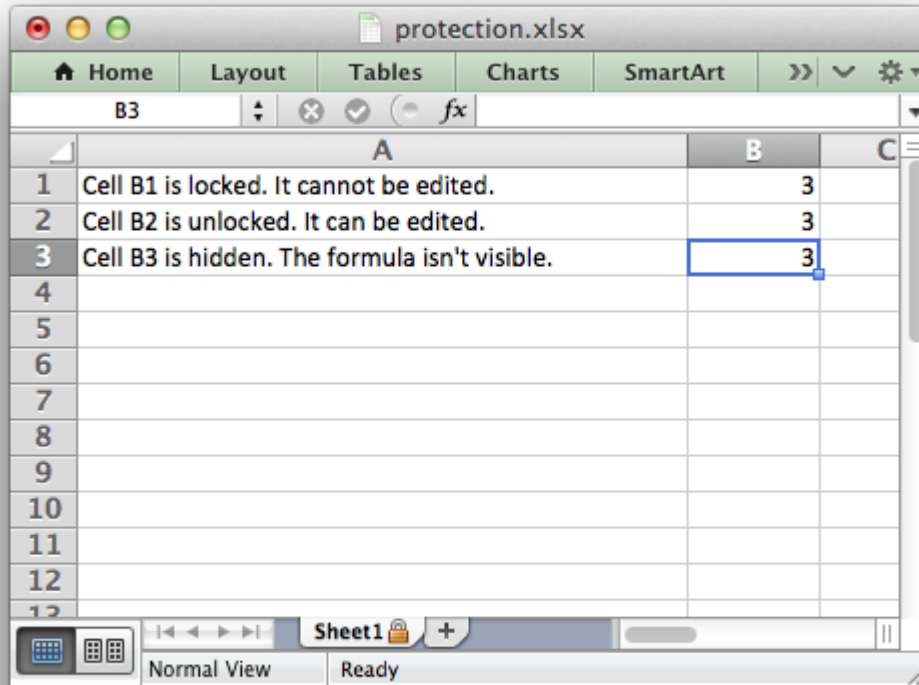 protection.xlsx
Home Layout Tables Charts SmartArt
B3 fx
A B C
1 Cell B1 is locked. It cannot be edited. 3
2 Cell B2 is unlocked. It can be edited. 3
3 Cell B3 is hidden. The formula isn't visible. 3
4
5
6
7
8
9
10
11
12
13
Sheet1 +
Normal View Ready